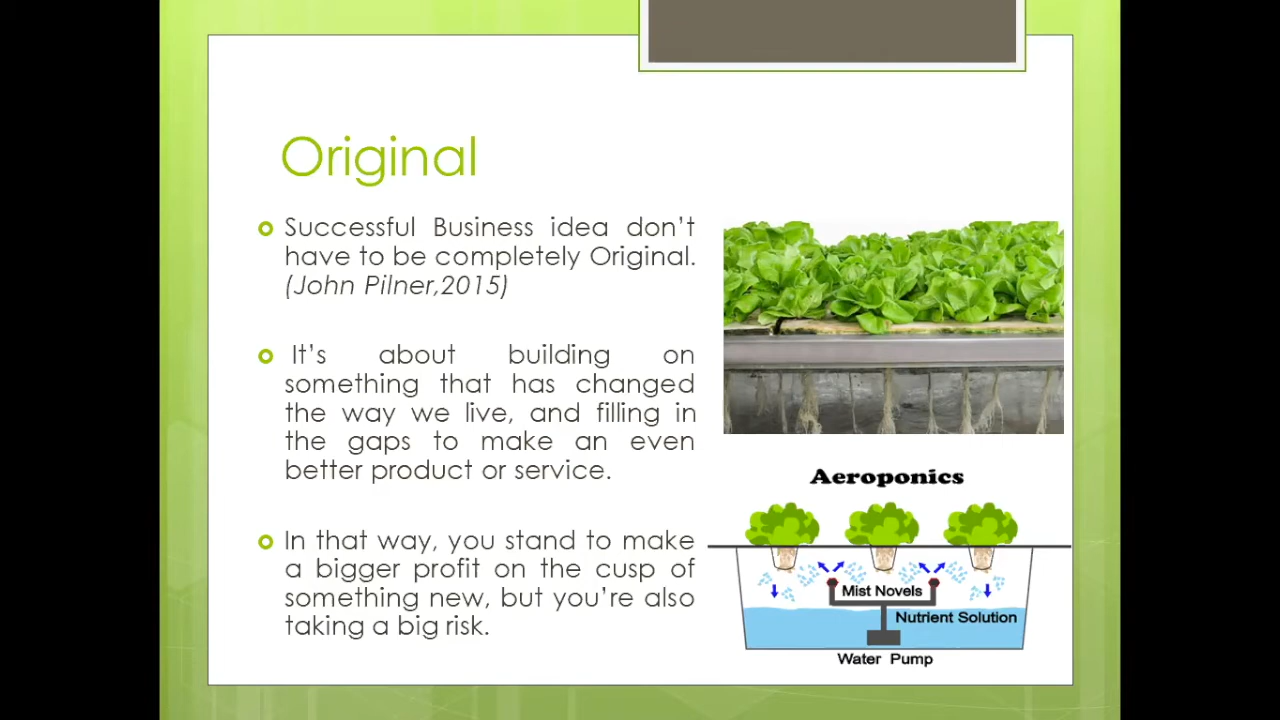 Original
Successful Business idea don't
have to be completely Original.
(John Pilner,2015)
It's about building on
something that has changed
the way we live, and filling in
the gaps to make an even
better product or service.
In that way, you stand to make
a bigger profit on the cusp of
something new, but you're also
taking a big risk.
Aeroponics
Mist Novels
Nutrient Solution
Water Pump